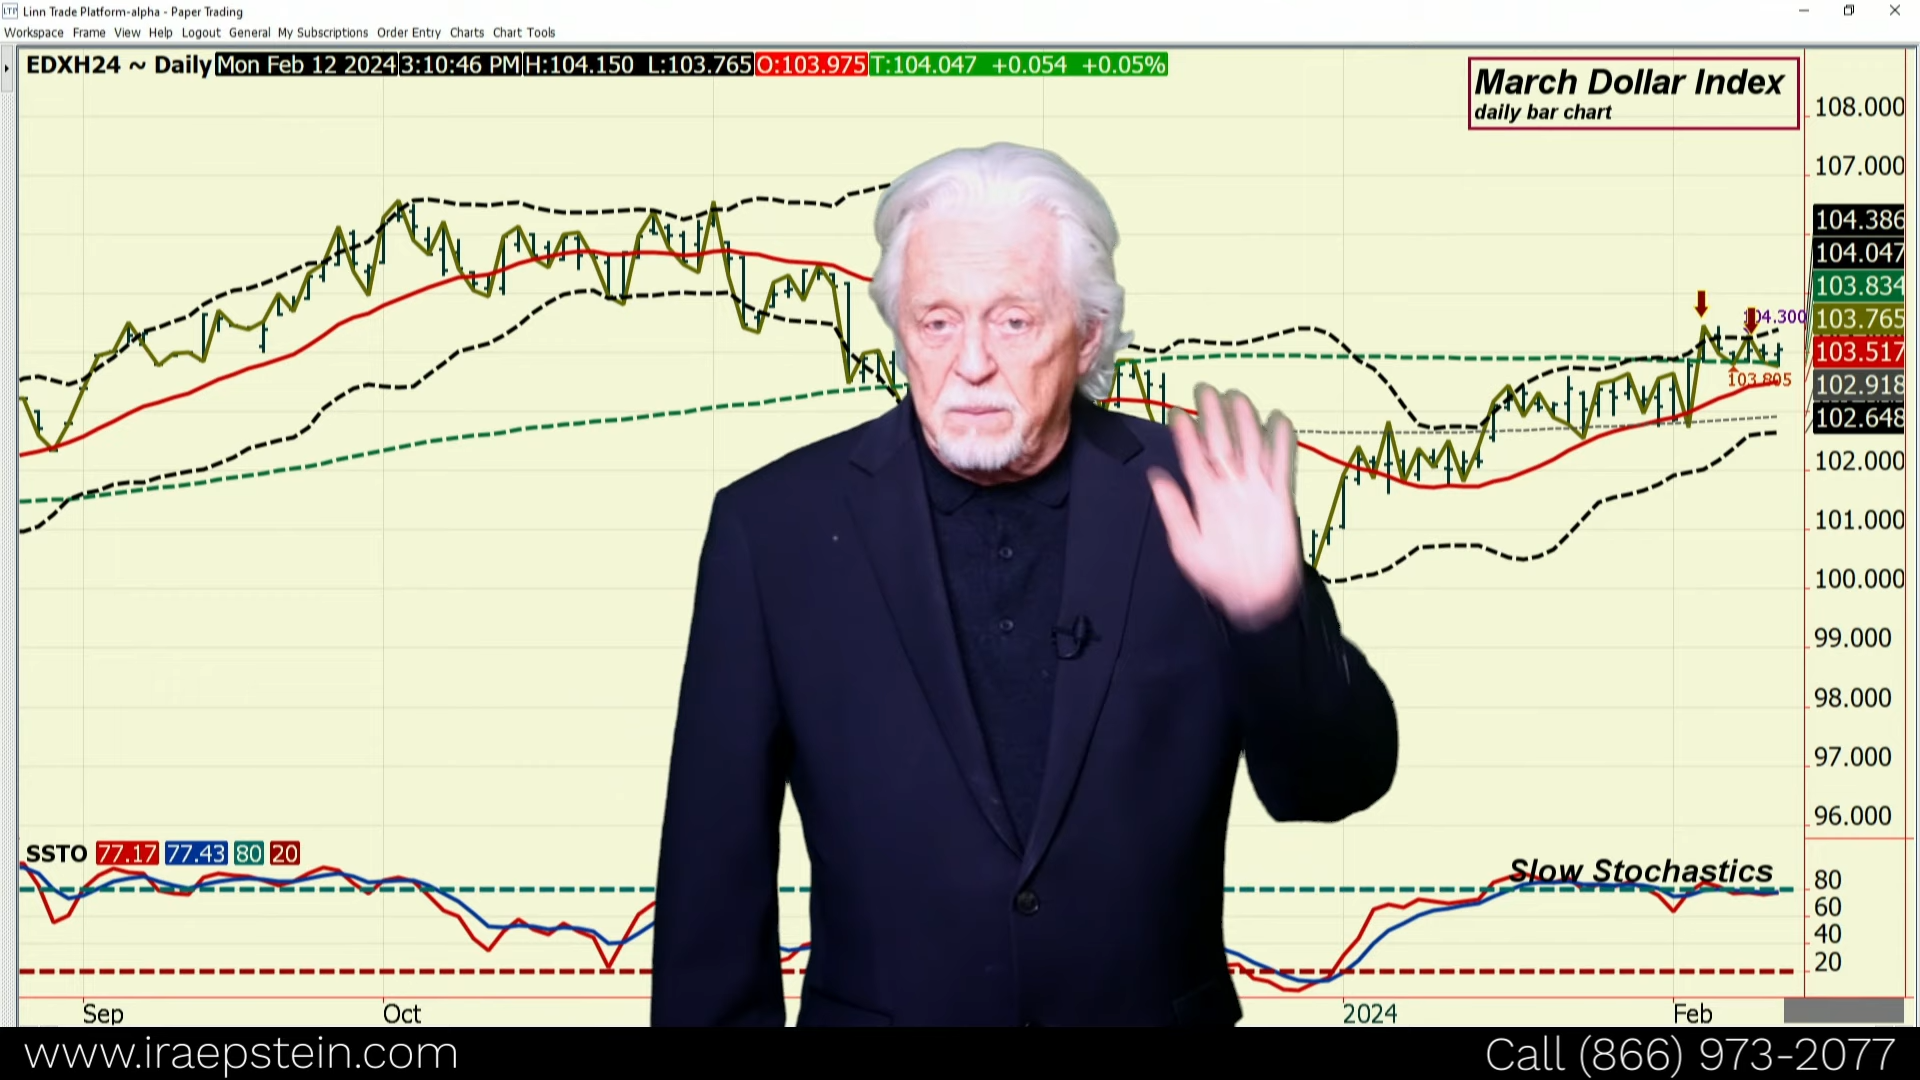 LTP Linn Trade Platform-alpha - Paper Trading
Workspace Frame View Help Logout General My Subscriptions Order Entry Charts Chart Tools
EDXH24 ~ Daily Mon Feb 12 2024 3:10:46 PM H:104.150 L:103.765 O:103.975 T:104.047 +0.054 +0.05%
March Dollar Index
daily bar chart
108.000
107.000
104.386
104.047
103.834
104.300
103.765
103.517
103.805
102.918
102.648
102.000
101.000
100.000
99.000
98.000
97.000
96.000
SSTO 77.17 77.43 80 20
Slow Stochastics
80
60
40
20
Sep Oct 2024 Feb
www.iraepstein.com Call (866) 973-2077